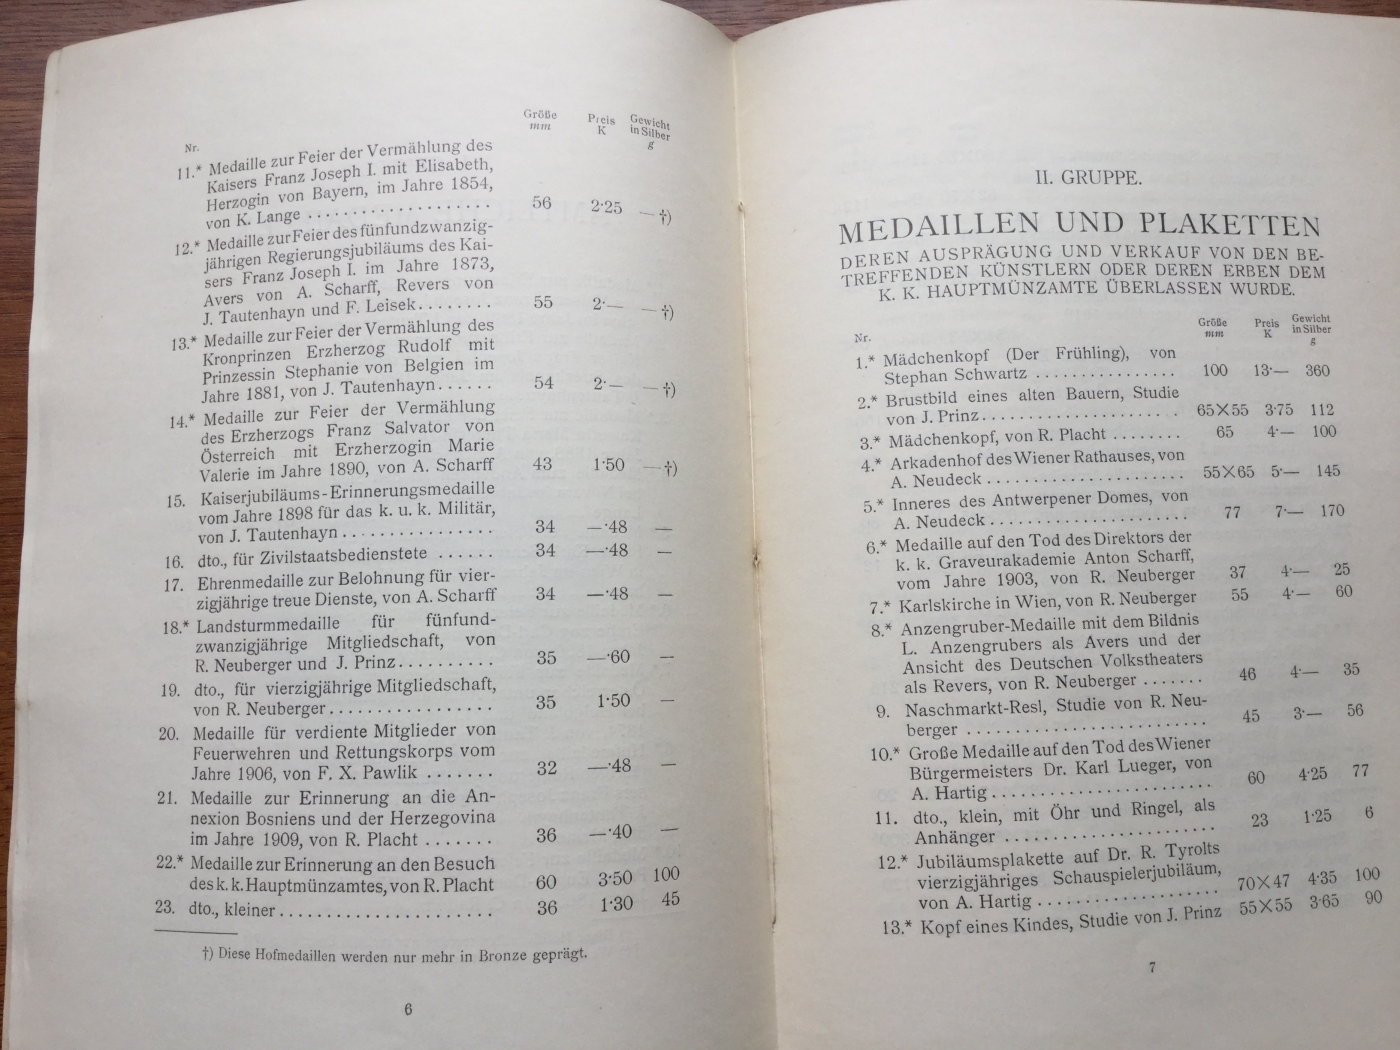 Nr.
Größe
mm
Preis
K
Gewicht
in Silber
g
11.* Medaille zur Feier der Vermählung des
Kaisers Franz Joseph I. mit Elisabeth,
Herzogin von Bayern, im Jahre 1854,
von K. Lange . . . . . . . . . . . . . . . . . . . . 56 2·25 —†)
12.* Medaille zur Feier des fünfundzwanzig-
jährigen Regierungsjubiläums des Kai-
sers Franz Joseph I. im Jahre 1873,
Avers von A. Scharff, Revers von
J. Tautenhayn und F. Leisek . . . . . . . . 55 2·— —†)
13.* Medaille zur Feier der Vermählung des
Kronprinzen Erzherzog Rudolf mit
Prinzessin Stephanie von Belgien im
Jahre 1881, von J. Tautenhayn . . . . . . 54 2·— —†)
14.* Medaille zur Feier der Vermählung
des Erzherzogs Franz Salvator von
Österreich mit Erzherzogin Marie
Valerie im Jahre 1890, von A. Scharff 43 1·50 —†)
15. Kaiserjubiläums-Erinnerungsmedaille
vom Jahre 1898 für das k. u. k. Militär,
von J. Tautenhayn . . . . . . . . . . . . . . . . 34 —·48 —
16. dto., für Zivilstaatsbedienstete . . . . . . 34 —·48 —
17. Ehrenmedaille zur Belohnung für vier-
zigjährige treue Dienste, von A. Scharff 34 —·48 —
18.* Landsturmmedaille für fünfund-
zwanzigjährige Mitgliedschaft, von
R. Neuberger und J. Prinz . . . . . . . . . . 35 —·60 —
19. dto., für vierzigjährige Mitgliedschaft,
von R. Neuberger . . . . . . . . . . . . . . . . . 35 1·50 —
20. Medaille für verdiente Mitglieder von
Feuerwehren und Rettungskorps vom
Jahre 1906, von F. X. Pawlik . . . . . . . 32 —·48 —
21. Medaille zur Erinnerung an die An-
nexion Bosniens und der Herzegovina
im Jahre 1909, von R. Placht . . . . . . . 36 —·40 —
22.* Medaille zur Erinnerung an den Besuch
des k. k. Hauptmünzamtes, von R. Placht 60 3·50 100
23. dto., kleiner . . . . . . . . . . . . . . . . . . . . . . 36 1·30 45
†) Diese Hofmedaillen werden nur mehr in Bronze geprägt.
6
II. GRUPPE.
MEDAILLEN UND PLAKETTEN
DEREN AUSPRÄGUNG UND VERKAUF VON DEN BE-
TREFFENDEN KÜNSTLERN ODER DEREN ERBEN DEM
K. K. HAUPTMÜNZAMTE ÜBERLASSEN WURDE.
Nr.
Größe
mm
Preis
K
Gewicht
in Silber
g
1.* Mädchenkopf (Der Frühling), von
Stephan Schwartz . . . . . . . . . . . . . . . . 100 13·— 360
2.* Brustbild eines alten Bauern, Studie
von J. Prinz . . . . . . . . . . . . . . . . . . . . . 65×55 3·75 112
3.* Mädchenkopf, von R. Placht . . . . . . . . 65 4·— 100
4.* Arkadenhof des Wiener Rathauses, von
A. Neudeck . . . . . . . . . . . . . . . . . . . . . . 55×65 5·— 145
5.* Inneres des Antwerpener Domes, von
A. Neudeck . . . . . . . . . . . . . . . . . . . . . . 77 7·— 170
6.* Medaille auf den Tod des Direktors der
k. k. Graveurakademie Anton Scharff,
vom Jahre 1903, von R. Neuberger 37 4·— 25
7.* Karlskirche in Wien, von R. Neuberger 55 4·— 60
8.* Anzengruber-Medaille mit dem Bildnis
L. Anzengrubers als Avers und der
Ansicht des Deutschen Volkstheaters
als Revers, von R. Neuberger . . . . . . . 46 4·— 35
9. Naschmarkt-Resl, Studie von R. Neu-
berger . . . . . . . . . . . . . . . . . . . . . . . . . . 45 3·— 56
10.* Große Medaille auf den Tod des Wiener
Bürgermeisters Dr. Karl Lueger, von
A. Hartig . . . . . . . . . . . . . . . . . . . . . . . . 60 4·25 77
11. dto., klein, mit Öhr und Ringel, als
Anhänger . . . . . . . . . . . . . . . . . . . . . . . 23 1·25 6
12.* Jubiläumsplakette auf Dr. R. Tyrolts
vierzigjähriges Schauspielerjubiläum,
von A. Hartig . . . . . . . . . . . . . . . . . . . . 70×47 4·35 100
13.* Kopf eines Kindes, Studie von J. Prinz 55×55 3·65 90
7